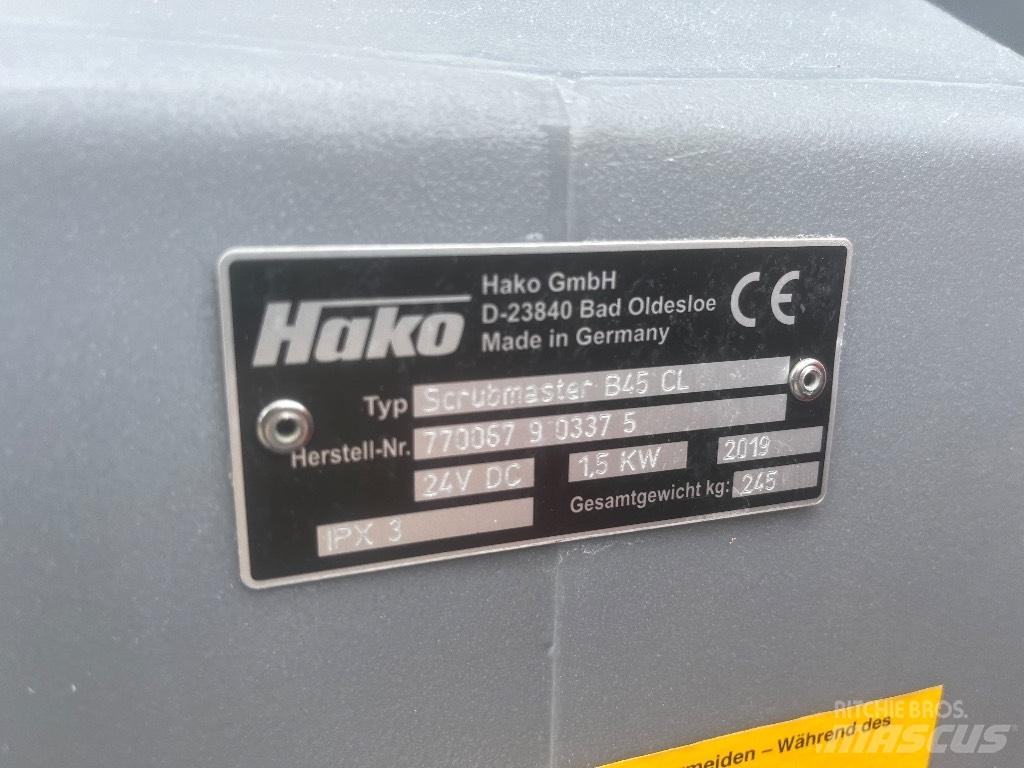 Hako
Hako GmbH
D-23840 Bad Oldesloe
Made in Germany
CE
Typ Scrubmaster B45 CL
Herstell-Nr. 770067 9 0337 5
24V DC 1,5 KW 2019
Gesamtgewicht kg: 245
IPX 3
meiden – Während des
RITCHIE BROS.
MASCUS